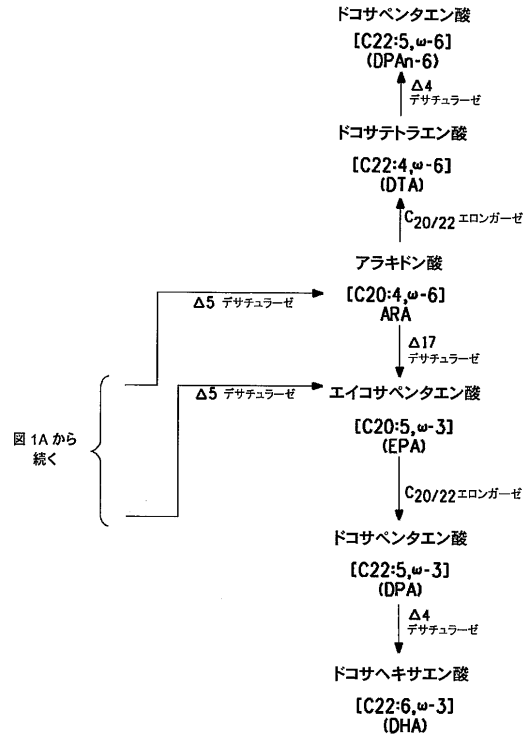 ドコサペンタエン酸
[C22:5,ω-6]
(DPAn-6)
Δ4
デサチュラーゼ
ドコサテトラエン酸
[C22:4,ω-6]
(DTA)
C20/22 エロンガーゼ
アラキドン酸
[C20:4,ω-6]
ARA
Δ5 デサチュラーゼ
Δ17
デサチュラーゼ
Δ5 デサチュラーゼ
エイコサペンタエン酸
[C20:5,ω-3]
(EPA)
図 1A から
続く
C20/22 エロンガーゼ
ドコサペンタエン酸
[C22:5,ω-3]
(DPA)
Δ4
デサチュラーゼ
ドコサヘキサエン酸
[C22:6,ω-3]
(DHA)